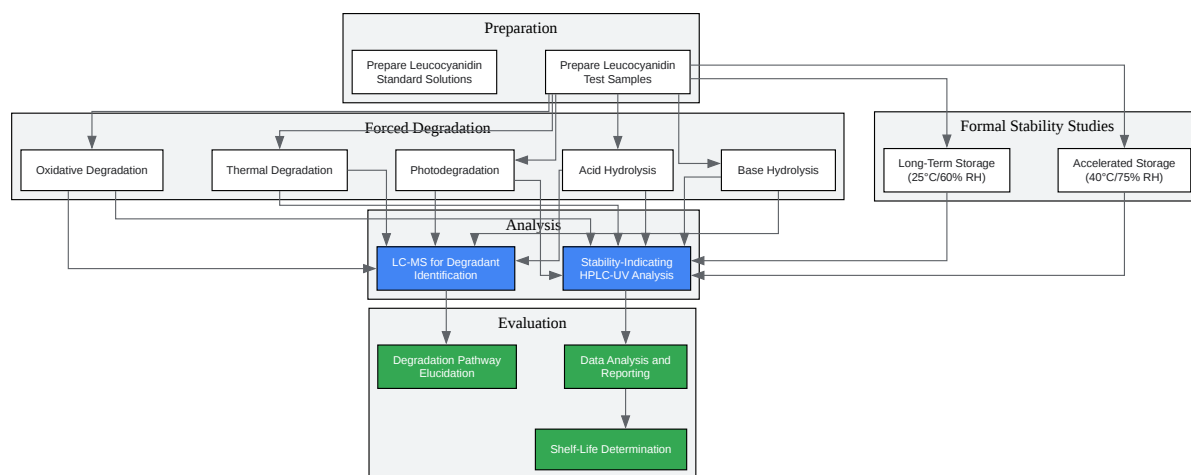 Preparation
Prepare Leucocyanidin
Standard Solutions
Prepare Leucocyanidin
Test Samples
Forced Degradation
Oxidative Degradation
Thermal Degradation
Photodegradation
Acid Hydrolysis
Base Hydrolysis
Formal Stability Studies
Long-Term Storage
(25°C/60% RH)
Accelerated Storage
(40°C/75% RH)
Analysis
LC-MS for Degradant
Identification
Stability-Indicating
HPLC-UV Analysis
Evaluation
Degradation Pathway
Elucidation
Data Analysis and
Reporting
Shelf-Life Determination